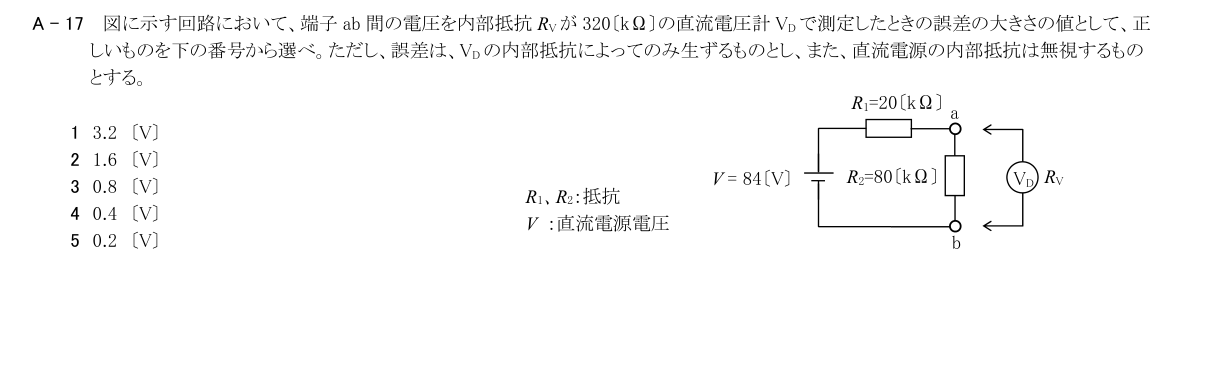 A－17 図に示す回路において、端子 ab 間の電圧を内部抵抗 RVが 320〔kΩ〕の直流電圧計 VDで測定したときの誤差の大きさの値として、正
しいものを下の番号から選べ。ただし、誤差は、VDの内部抵抗によってのみ生ずるものとし、また、直流電源の内部抵抗は無視するもの
とする。
1 3.2 〔V〕
2 1.6 〔V〕
3 0.8 〔V〕
4 0.4 〔V〕
5 0.2 〔V〕
R1、R2：抵抗
V ：直流電源電圧
R1=20〔kΩ〕
a
V= 84〔V〕
R2=80〔kΩ〕
VD
RV
b